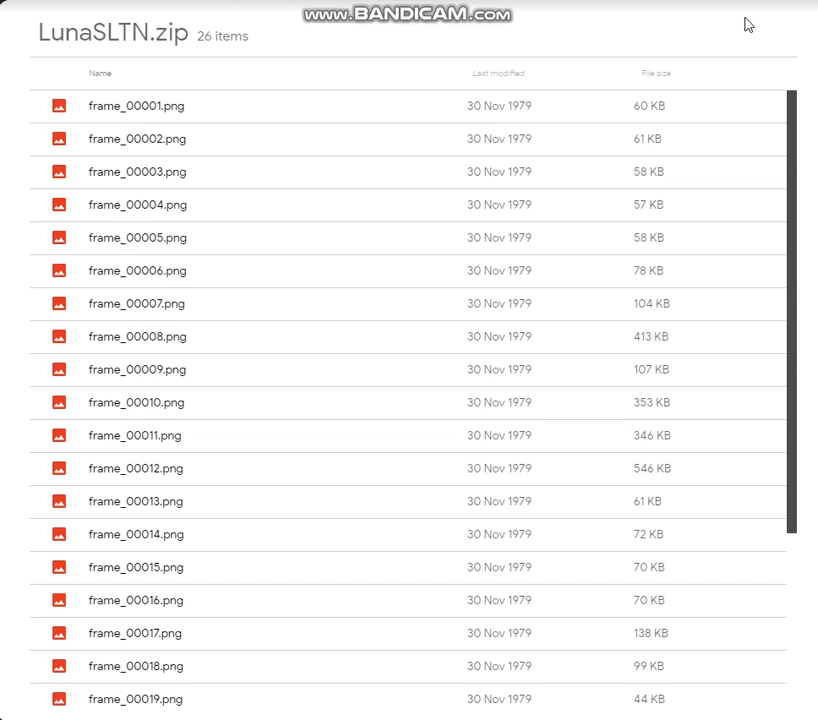 www.BANDICAM.com
LunaSLTN.zip 26 items
Name Last modified File size
frame_00001.png 30 Nov 1979 60 KB
frame_00002.png 30 Nov 1979 61 KB
frame_00003.png 30 Nov 1979 58 KB
frame_00004.png 30 Nov 1979 57 KB
frame_00005.png 30 Nov 1979 58 KB
frame_00006.png 30 Nov 1979 78 KB
frame_00007.png 30 Nov 1979 104 KB
frame_00008.png 30 Nov 1979 413 KB
frame_00009.png 30 Nov 1979 107 KB
frame_00010.png 30 Nov 1979 353 KB
frame_00011.png 30 Nov 1979 346 KB
frame_00012.png 30 Nov 1979 546 KB
frame_00013.png 30 Nov 1979 61 KB
frame_00014.png 30 Nov 1979 72 KB
frame_00015.png 30 Nov 1979 70 KB
frame_00016.png 30 Nov 1979 70 KB
frame_00017.png 30 Nov 1979 138 KB
frame_00018.png 30 Nov 1979 99 KB
frame_00019.png 30 Nov 1979 44 KB